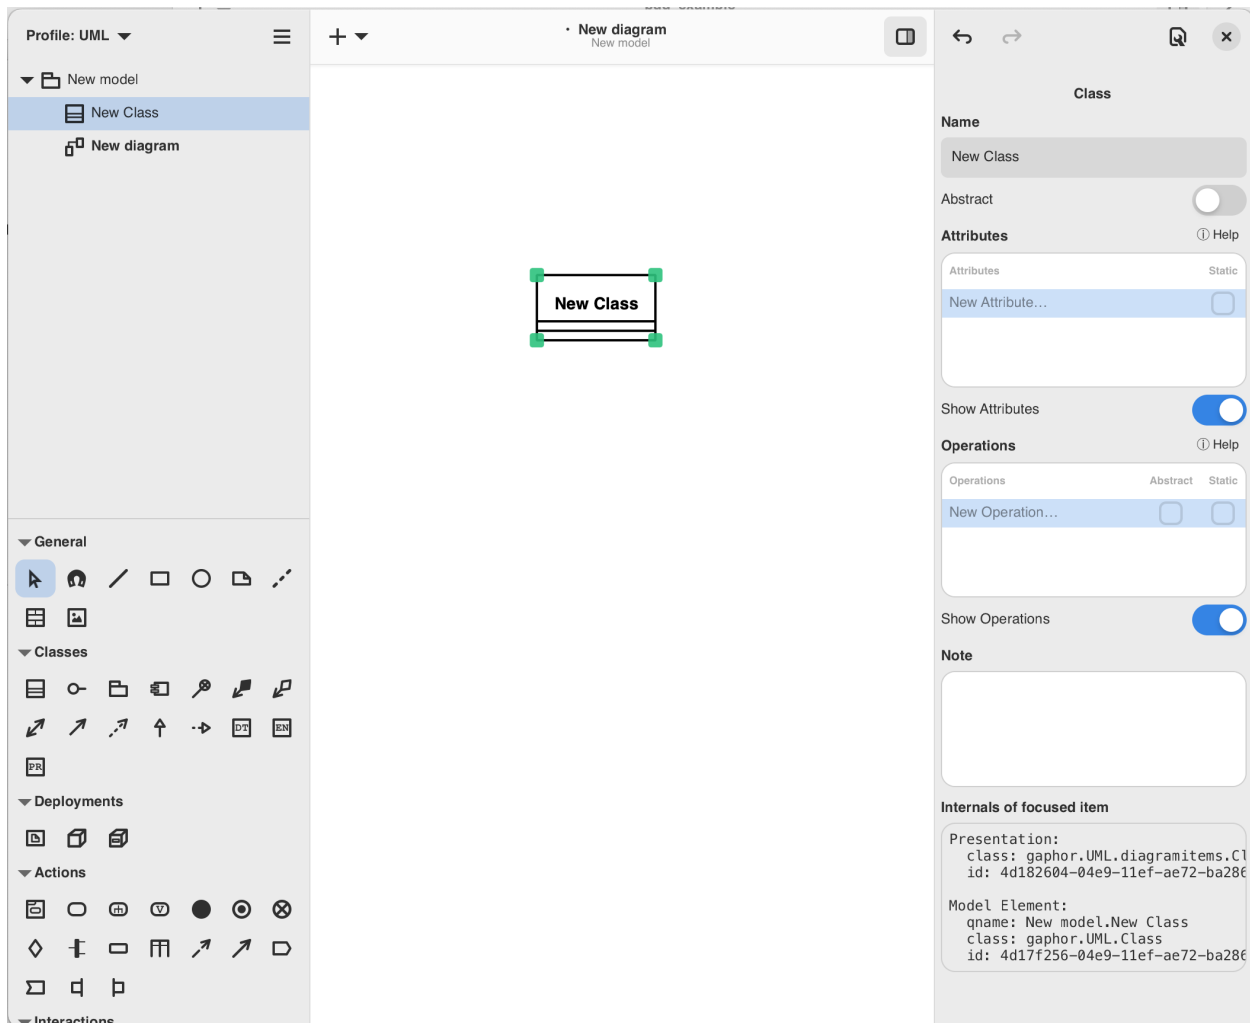 Profile: UML
New model
New Class
New diagram
General
Classes
DT
EN
PR
Deployments
Actions
V
Interactions
· New diagram
New model
New Class
Class
Name
New Class
Abstract
Attributes
Help
Attributes Static
New Attribute…
Show Attributes
Operations
Help
Operations Abstract Static
New Operation…
Show Operations
Note
Internals of focused item
Presentation:
class: gaphor.UML.diagramitems.Cl
id: 4d182604-04e9-11ef-ae72-ba286
Model Element:
qname: New model.New Class
class: gaphor.UML.Class
id: 4d17f256-04e9-11ef-ae72-ba286